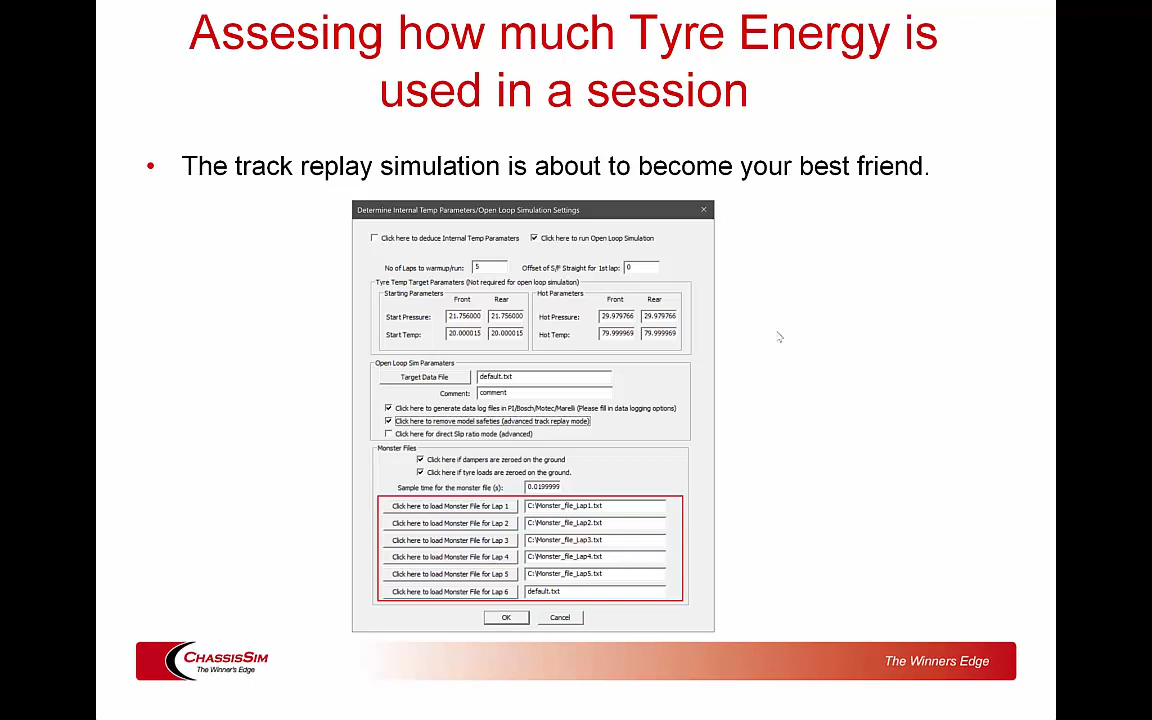 Assesing how much Tyre Energy is
used in a session
• The track replay simulation is about to become your best friend.
Determine Internal Temp Parameters/Open Loop Simulation Settings
Click here to deduce Internal Temp Paramaters Click here to run Open Loop Simulation
No of Laps to warmup/run: 5 Offset of S/F Straight for 1st lap: 0
Tyre Temp Target Paramaters (Not required for open loop simulation)
Starting Parameters Hot Parameters
Front Rear Front Rear
Start Pressure: 21.756000 21.756000 Hot Pressure: 29.979766 29.979766
Start Temp: 20.000015 20.000015 Hot Temp: 79.999969 79.999969
Open Loop Sim Paramaters
Target Data File default.txt
Comment: comment
Click here to generate data log files in PI/Bosch/Motec/Marelli (Please fill in data logging options)
Click here to remove model safeties (advanced track replay mode)
Click here for direct Slip ratio mode (advanced)
Monster Files
Click here if dampers are zeroed on the ground
Click here if tyre loads are zeroed on the ground.
Sample time for the monster file (s): 0.0199999
Click here to load Monster File for Lap 1 C:\Monster_file_Lap1.txt
Click here to load Monster File for Lap 2 C:\Monster_file_Lap2.txt
Click here to load Monster File for Lap 3 C:\Monster_file_Lap3.txt
Click here to load Monster File for Lap 4 C:\Monster_file_Lap4.txt
Click here to load Monster File for Lap 5 C:\Monster_file_Lap5.txt
Click here to load Monster File for Lap 6 default.txt
OK Cancel
ChassisSim
The Winner's Edge
The Winners Edge